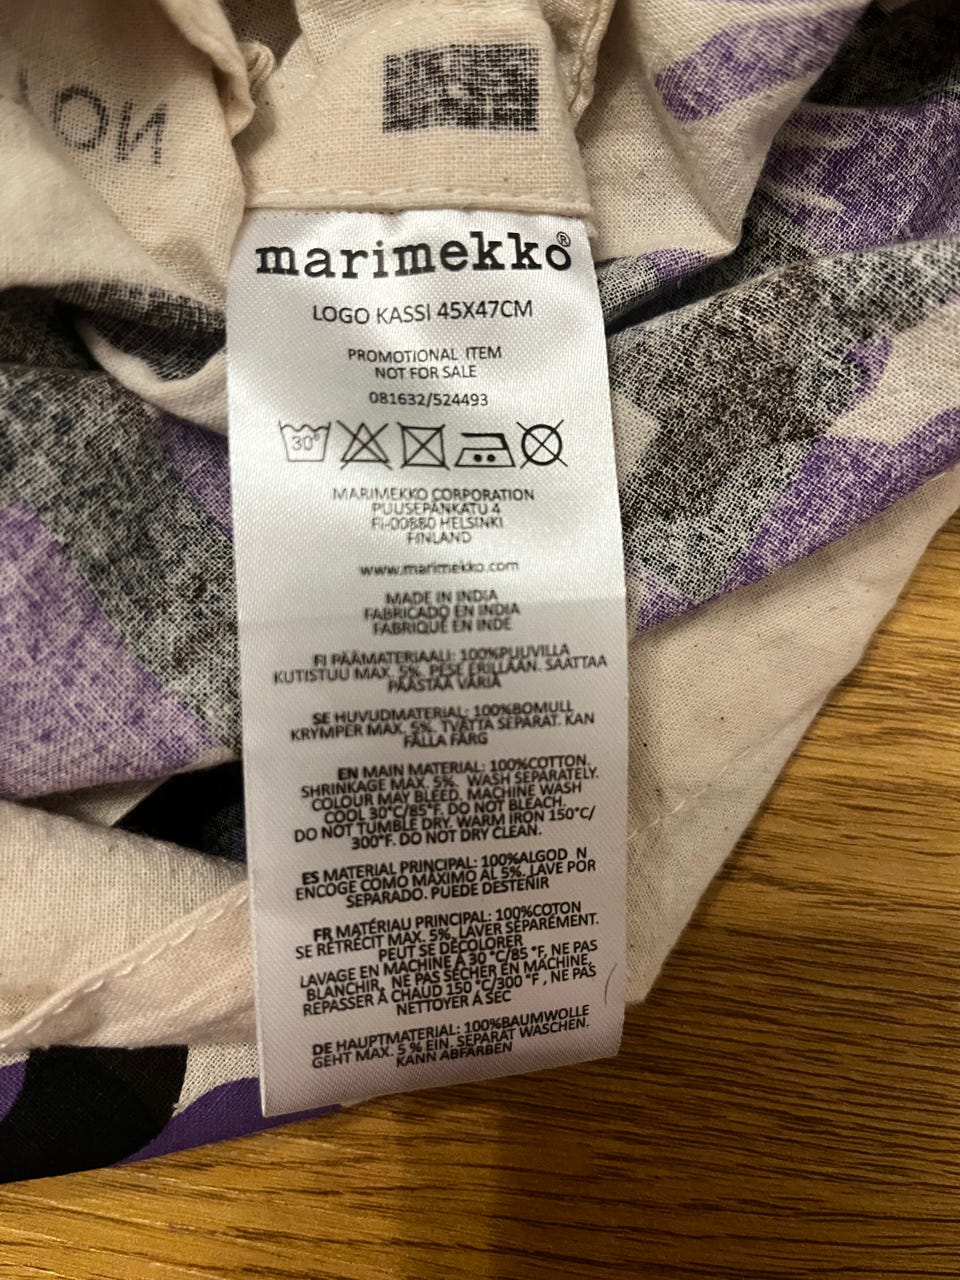 marimekko®
LOGO KASSI 45X47CM
PROMOTIONAL ITEM
NOT FOR SALE
081632/524493
30°
MARIMEKKO CORPORATION
PUUSEPÄNKATU 4
FI-00880 HELSINKI
FINLAND
www.marimekko.com
MADE IN INDIA
FABRICADO EN INDIA
FABRIQUÉ EN INDE
FI PÄÄMATERIAALI: 100%PUUVILLA
KUTISTUU MAX. 5%. PESE ERILLÄÄN. SAATTAA
PÄÄSTÄÄ VÄRIÄ
SE HUVUDMATERIAL: 100%BOMULL
KRYMPER MAX. 5%. TVÄTTA SEPARAT. KAN
FÄLLA FÄRG
EN MAIN MATERIAL: 100%COTTON.
SHRINKAGE MAX. 5%. WASH SEPARATELY.
COLOUR MAY BLEED. MACHINE WASH
COOL 30°C/85°F. DO NOT BLEACH.
DO NOT TUMBLE DRY. WARM IRON 150°C/
300°F. DO NOT DRY CLEAN.
ES MATERIAL PRINCIPAL: 100%ALGOD N
ENCOGE COMO MÁXIMO AL 5%. LAVE POR
SEPARADO. PUEDE DESTEÑIR
FR MATÉRIAU PRINCIPAL: 100%COTON
SE RÉTRÉCIT MAX. 5%. LAVER SÉPARÉMENT.
PEUT SE DÉCOLORER
LAVAGE EN MACHINE À 30 °C/85 °F, NE PAS
BLANCHIR, NE PAS SÉCHER EN MACHINE,
REPASSER À CHAUD 150 °C/300 °F , NE PAS
NETTOYER À SEC
DE HAUPTMATERIAL: 100%BAUMWOLLE
GEHT MAX. 5 % EIN. SEPARAT WASCHEN.
KANN ABFÄRBEN